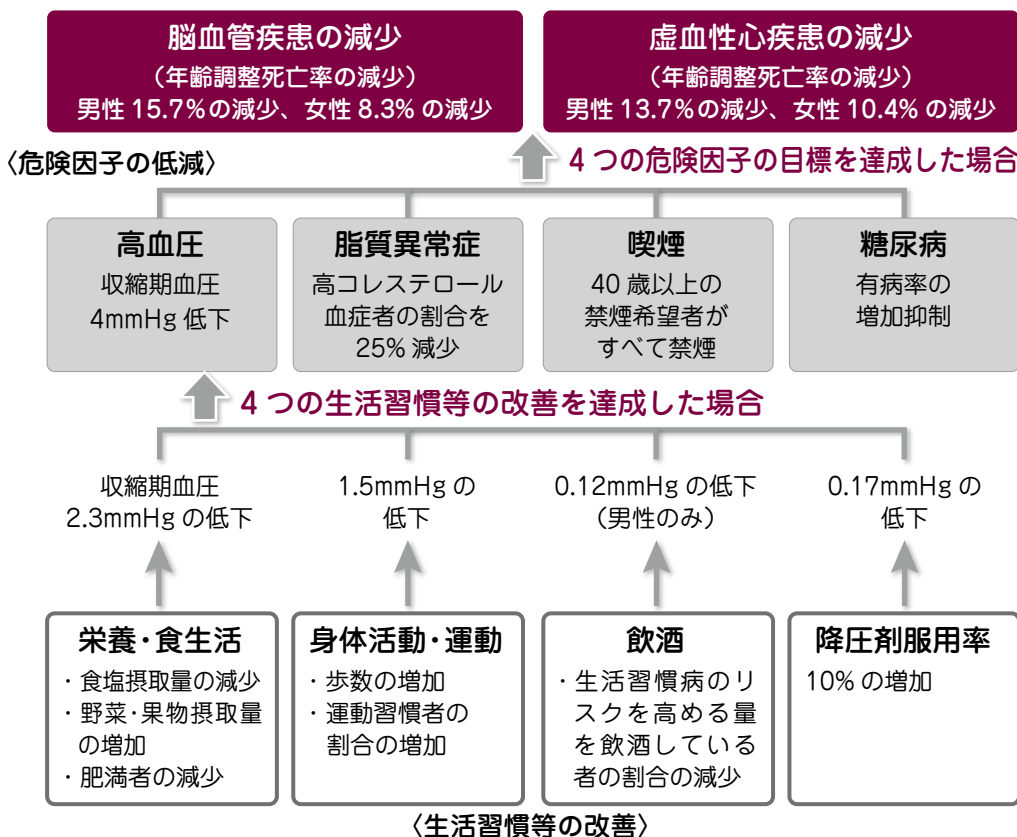 脳血管疾患の減少
（年齢調整死亡率の減少）
男性15.7％の減少、女性8.3％の減少
虚血性心疾患の減少
（年齢調整死亡率の減少）
男性13.7％の減少、女性10.4％の減少
〈危険因子の低減〉
4つの危険因子の目標を達成した場合
高血圧
収縮期血圧
4mmHg 低下
脂質異常症
高コレステロール
血症者の割合を
25% 減少
喫煙
40 歳以上の
禁煙希望者が
すべて禁煙
糖尿病
有病率の
増加抑制
4つの生活習慣等の改善を達成した場合
収縮期血圧
2.3mmHg の低下
1.5mmHg の
低下
0.12mmHg の低下
（男性のみ）
0.17mmHg の
低下
栄養・食生活
・食塩摂取量の減少
・野菜・果物摂取量
の増加
・肥満者の減少
身体活動・運動
・歩数の増加
・運動習慣者の
割合の増加
飲酒
・生活習慣病のリ
スクを高める量
を飲酒している
者の割合の減少
降圧剤服用率
10% の増加
〈生活習慣等の改善〉